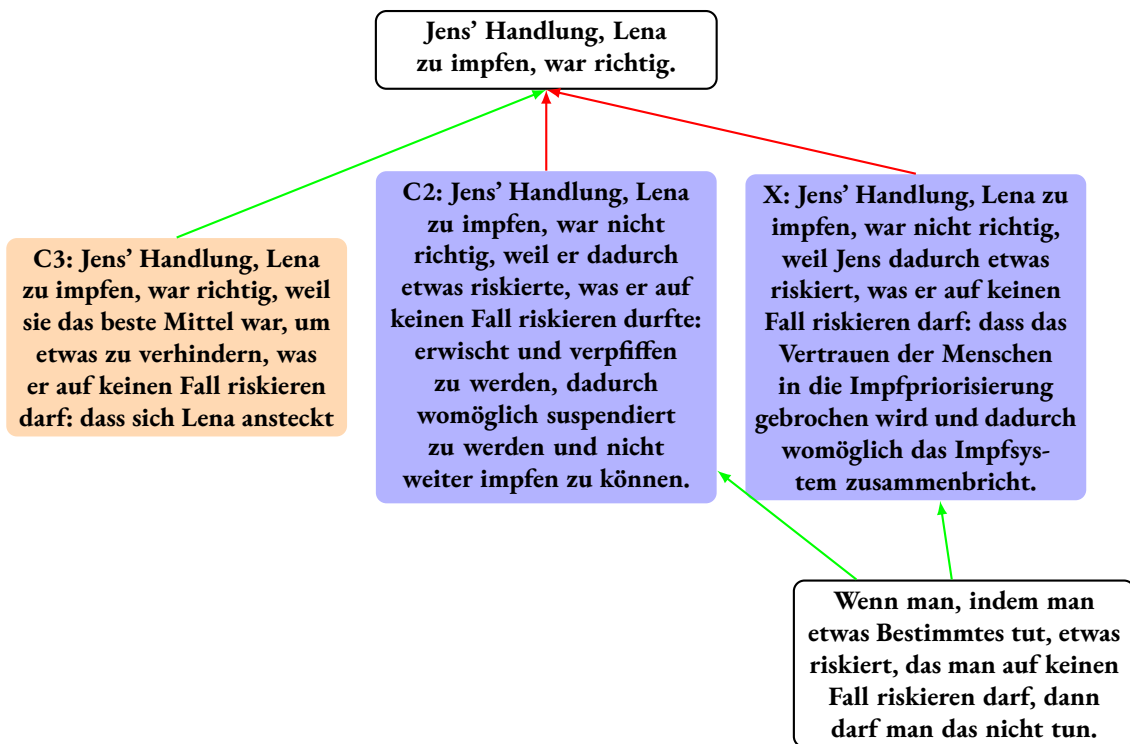 Jens’ Handlung, Lena
zu impfen, war richtig.
C3: Jens’ Handlung, Lena
zu impfen, war richtig, weil
sie das beste Mittel war, um
etwas zu verhindern, was
er auf keinen Fall riskieren
darf: dass sich Lena ansteckt
C2: Jens’ Handlung, Lena
zu impfen, war nicht
richtig, weil er dadurch
etwas riskierte, was er auf
keinen Fall riskieren durfte:
erwischt und verpfiffen
zu werden, dadurch
womöglich suspendiert
zu werden und nicht
weiter impfen zu können.
X: Jens’ Handlung, Lena zu
impfen, war nicht richtig,
weil Jens dadurch etwas
riskiert, was er auf keinen
Fall riskieren darf: dass das
Vertrauen der Menschen
in die Impfpriorisierung
gebrochen wird und dadurch
womöglich das Impfsys-
tem zusammenbricht.
Wenn man, indem man
etwas Bestimmtes tut, etwas
riskiert, das man auf keinen
Fall riskieren darf, dann
darf man das nicht tun.